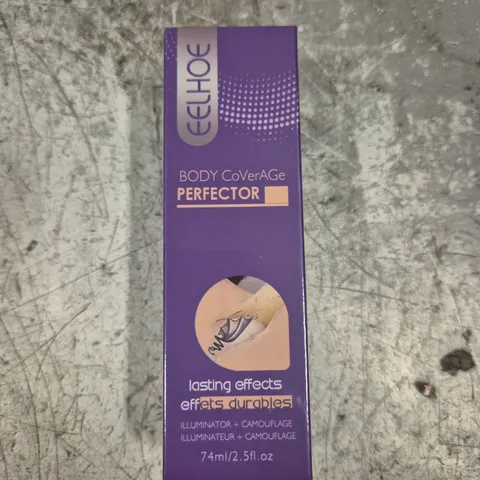 EELHOE
BODY CoVerAGe
PERFECTOR
lasting effects
effets durables
ILLUMINATOR + CAMOUFLAGE
ILLUMINATEUR + CAMOUFLAGE
74ml/2.5fl.oz